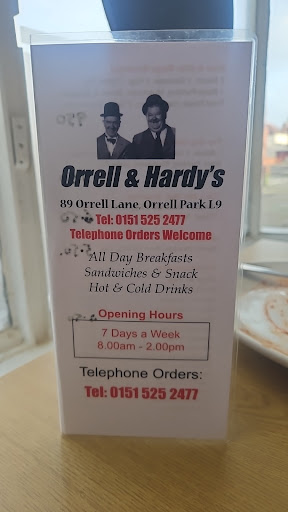 Orrell & Hardy's
89 Orrell Lane, Orrell Park L9
Tel: 0151 525 2477
Telephone Orders Welcome
All Day Breakfasts
Sandwiches & Snack
Hot & Cold Drinks
Opening Hours
7 Days a Week
8.00am - 2.00pm
Telephone Orders:
Tel: 0151 525 2477